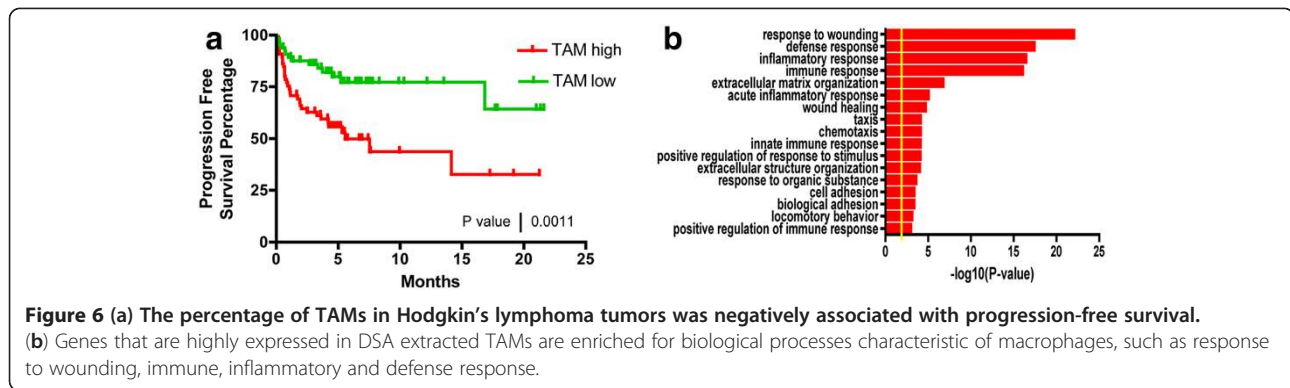 a
100
75
50
25
0
Progression Free
Survival Percentage
TAM high
TAM low
P value | 0.0011
0 5 10 15 20 25
Months
b
response to wounding
defense response
inflammatory response
immune response
extracellular matrix organization
acute inflammatory response
wound healing
taxis
chemotaxis
innate immune response
positive regulation of response to stimulus
extracellular structure organization
response to organic substance
cell adhesion
biological adhesion
locomotory behavior
positive regulation of immune response
0 5 10 15 20 25
-log10(P-value)
Figure 6 (a) The percentage of TAMs in Hodgkin's lymphoma tumors was negatively associated with progression-free survival.
(b) Genes that are highly expressed in DSA extracted TAMs are enriched for biological processes characteristic of macrophages, such as response
to wounding, immune, inflammatory and defense response.